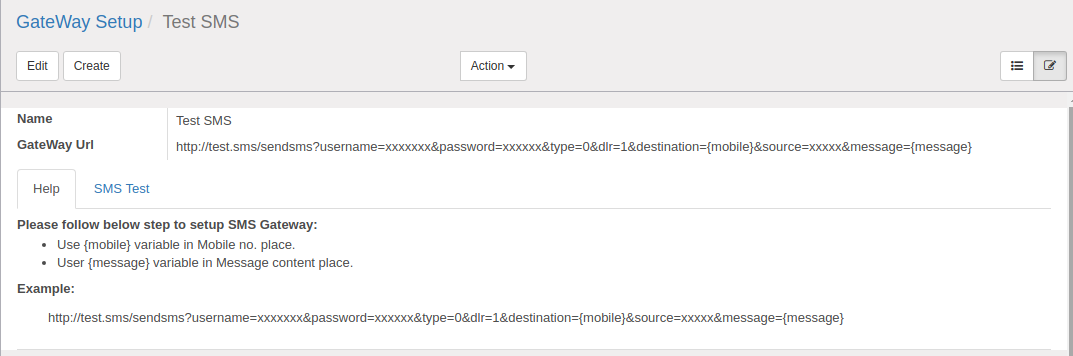 GateWay Setup / Test SMS
Edit Create Action
Name Test SMS
GateWay Url http://test.sms/sendsms?username=xxxxxxx&password=xxxxxx&type=0&dlr=1&destination={mobile}&source=xxxxx&message={message}
Help SMS Test
Please follow below step to setup SMS Gateway:
• Use {mobile} variable in Mobile no. place.
• User {message} variable in Message content place.
Example:
http://test.sms/sendsms?username=xxxxxxx&password=xxxxxx&type=0&dlr=1&destination={mobile}&source=xxxxx&message={message}